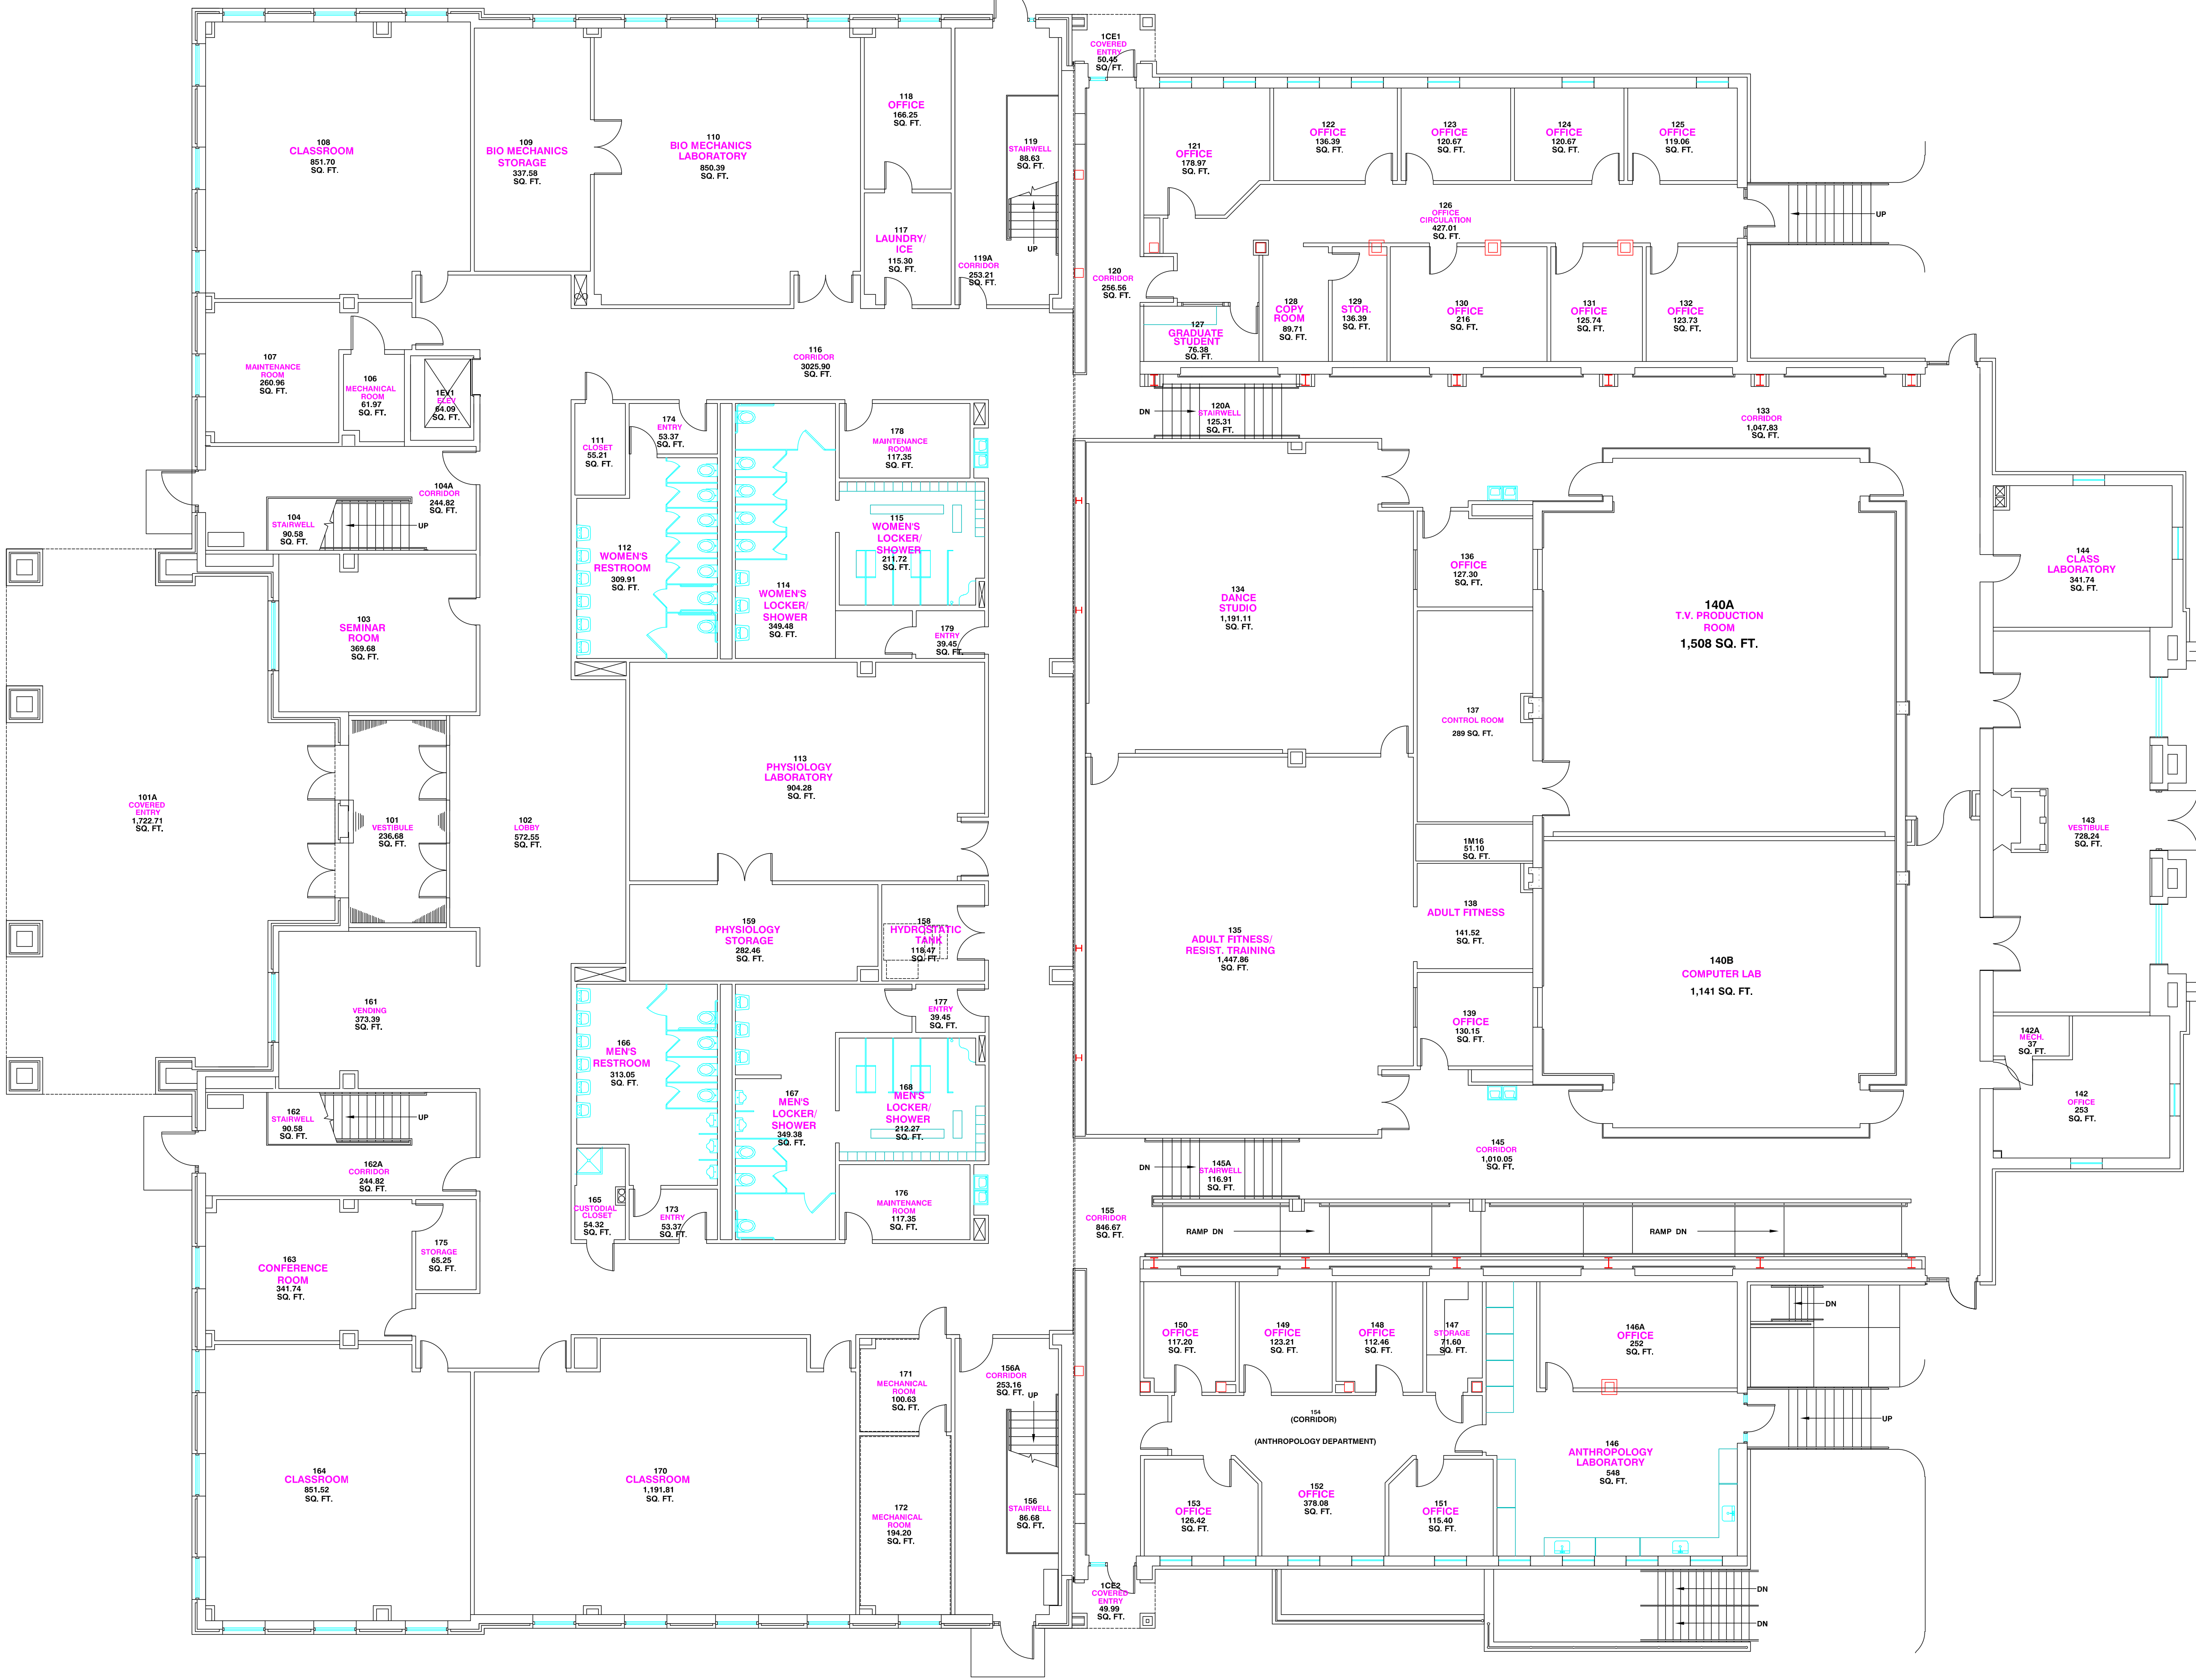 1CE1
COVERED
ENTRY
50.45
SQ. FT.
108
CLASSROOM
851.70
SQ. FT.
109
BIO MECHANICS
STORAGE
337.58
SQ. FT.
110
BIO MECHANICS
LABORATORY
850.39
SQ. FT.
118
OFFICE
166.25
SQ. FT.
119
STAIRWELL
88.63
SQ. FT.
UP
117
LAUNDRY/
ICE
115.30
SQ. FT.
119A
CORRIDOR
253.21
SQ. FT.
121
OFFICE
178.97
SQ. FT.
122
OFFICE
136.39
SQ. FT.
123
OFFICE
120.67
SQ. FT.
124
OFFICE
120.67
SQ. FT.
125
OFFICE
119.06
SQ. FT.
126
OFFICE
CIRCULATION
427.01
SQ. FT.
UP
120
CORRIDOR
256.56
SQ. FT.
127
GRADUATE
STUDENT
76.38
SQ. FT.
128
COPY
ROOM
89.71
SQ. FT.
129
STOR.
136.39
SQ. FT.
130
OFFICE
216
SQ. FT.
131
OFFICE
125.74
SQ. FT.
132
OFFICE
123.73
SQ. FT.
107
MAINTENANCE
ROOM
260.96
SQ. FT.
106
MECHANICAL
ROOM
61.97
SQ. FT.
1EV1
ELEV
64.09
SQ. FT.
116
CORRIDOR
3025.90
SQ. FT.
111
CLOSET
55.21
SQ. FT.
174
ENTRY
53.37
SQ. FT.
178
MAINTENANCE
ROOM
117.35
SQ. FT.
DN
120A
STAIRWELL
125.31
SQ. FT.
133
CORRIDOR
1,047.83
SQ. FT.
104A
CORRIDOR
244.82
SQ. FT.
104
STAIRWELL
90.58
SQ. FT.
UP
112
WOMEN'S
RESTROOM
309.91
SQ. FT.
114
WOMEN'S
LOCKER/
SHOWER
349.48
SQ. FT.
115
WOMEN'S
LOCKER/
SHOWER
211.72
SQ. FT.
179
ENTRY
39.45
SQ. FT.
134
DANCE
STUDIO
1,191.11
SQ. FT.
136
OFFICE
127.30
SQ. FT.
140A
T.V. PRODUCTION
ROOM
1,508 SQ. FT.
144
CLASS
LABORATORY
341.74
SQ. FT.
103
SEMINAR
ROOM
369.68
SQ. FT.
137
CONTROL ROOM
289 SQ. FT.
101A
COVERED
ENTRY
1,722.71
SQ. FT.
101
VESTIBULE
236.68
SQ. FT.
102
LOBBY
572.55
SQ. FT.
113
PHYSIOLOGY
LABORATORY
904.28
SQ. FT.
1M16
51.10
SQ. FT.
143
VESTIBULE
728.24
SQ. FT.
159
PHYSIOLOGY
STORAGE
282.46
SQ. FT.
158
HYDROSTATIC
TANK
118.47
SQ. FT.
135
ADULT FITNESS/
RESIST. TRAINING
1,447.86
SQ. FT.
138
ADULT FITNESS
141.52
SQ. FT.
140B
COMPUTER LAB
1,141 SQ. FT.
161
VENDING
373.39
SQ. FT.
177
ENTRY
39.45
SQ. FT.
139
OFFICE
130.15
SQ. FT.
142A
MECH.
37
SQ. FT.
142
OFFICE
253
SQ. FT.
166
MEN'S
RESTROOM
313.05
SQ. FT.
167
MEN'S
LOCKER/
SHOWER
349.38
SQ. FT.
168
MEN'S
LOCKER/
SHOWER
212.27
SQ. FT.
162
STAIRWELL
90.58
SQ. FT.
UP
162A
CORRIDOR
244.82
SQ. FT.
DN
145A
STAIRWELL
116.91
SQ. FT.
145
CORRIDOR
1,010.05
SQ. FT.
165
CUSTODIAL
CLOSET
54.32
SQ. FT.
173
ENTRY
53.37
SQ. FT.
176
MAINTENANCE
ROOM
117.35
SQ. FT.
155
CORRIDOR
846.67
SQ. FT.
RAMP DN
RAMP DN
163
CONFERENCE
ROOM
341.74
SQ. FT.
175
STORAGE
65.25
SQ. FT.
150
OFFICE
117.20
SQ. FT.
149
OFFICE
123.21
SQ. FT.
148
OFFICE
112.46
SQ. FT.
147
STORAGE
71.60
SQ. FT.
146A
OFFICE
252
SQ. FT.
DN
171
MECHANICAL
ROOM
100.63
SQ. FT.
156A
CORRIDOR
253.16
SQ. FT.
UP
154
(CORRIDOR)
(ANTHROPOLOGY DEPARTMENT)
UP
164
CLASSROOM
851.52
SQ. FT.
170
CLASSROOM
1,191.81
SQ. FT.
172
MECHANICAL
ROOM
194.20
SQ. FT.
156
STAIRWELL
86.68
SQ. FT.
153
OFFICE
126.42
SQ. FT.
152
OFFICE
378.08
SQ. FT.
151
OFFICE
115.40
SQ. FT.
146
ANTHROPOLOGY
LABORATORY
548
SQ. FT.
1CE2
COVERED
ENTRY
49.99
SQ. FT.
DN
DN